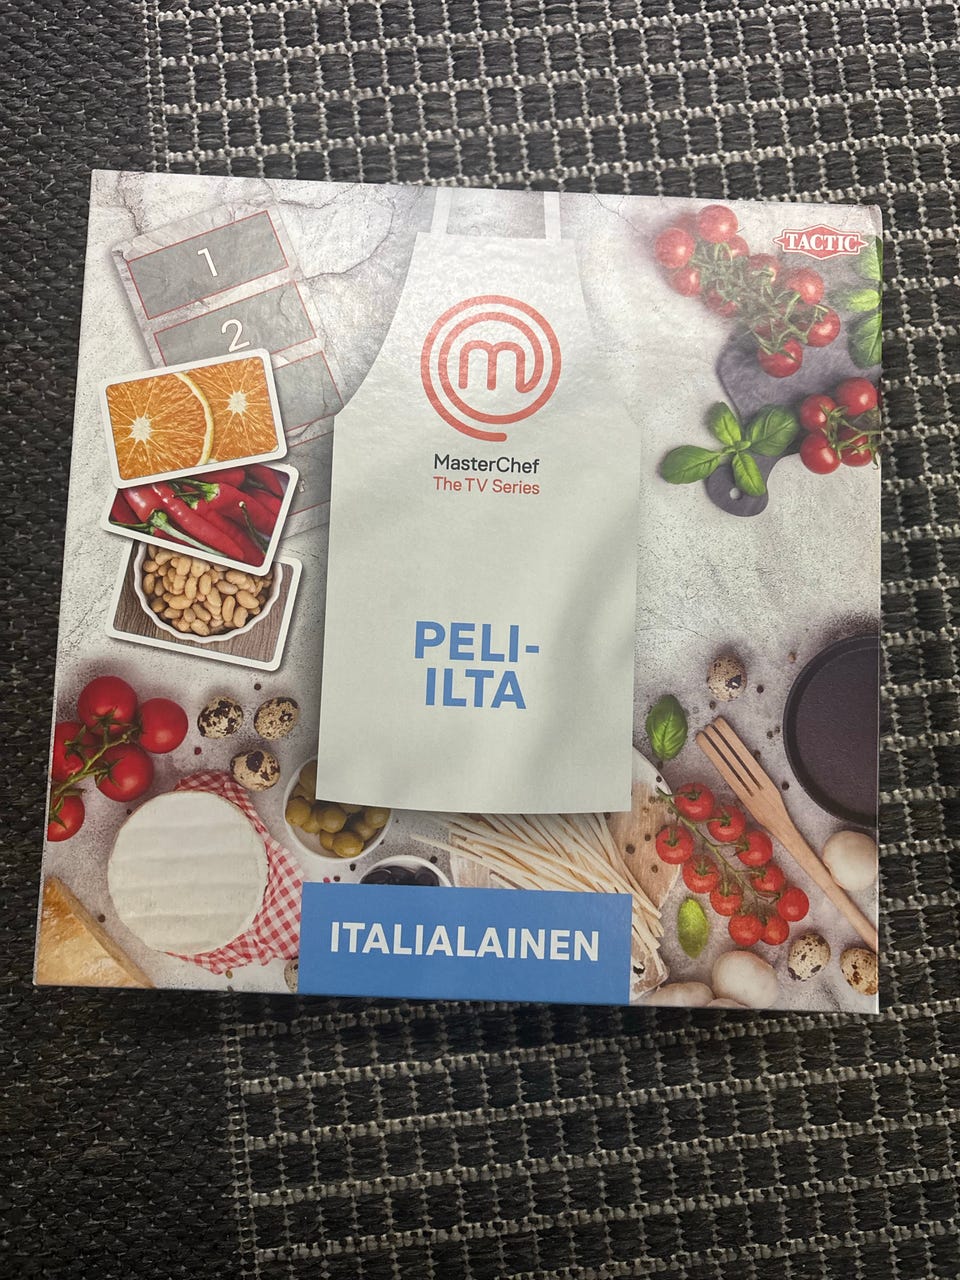 TACTIC
1
2
m
MasterChef
The TV Series
PELI-
ILTA
ITALIALAINEN